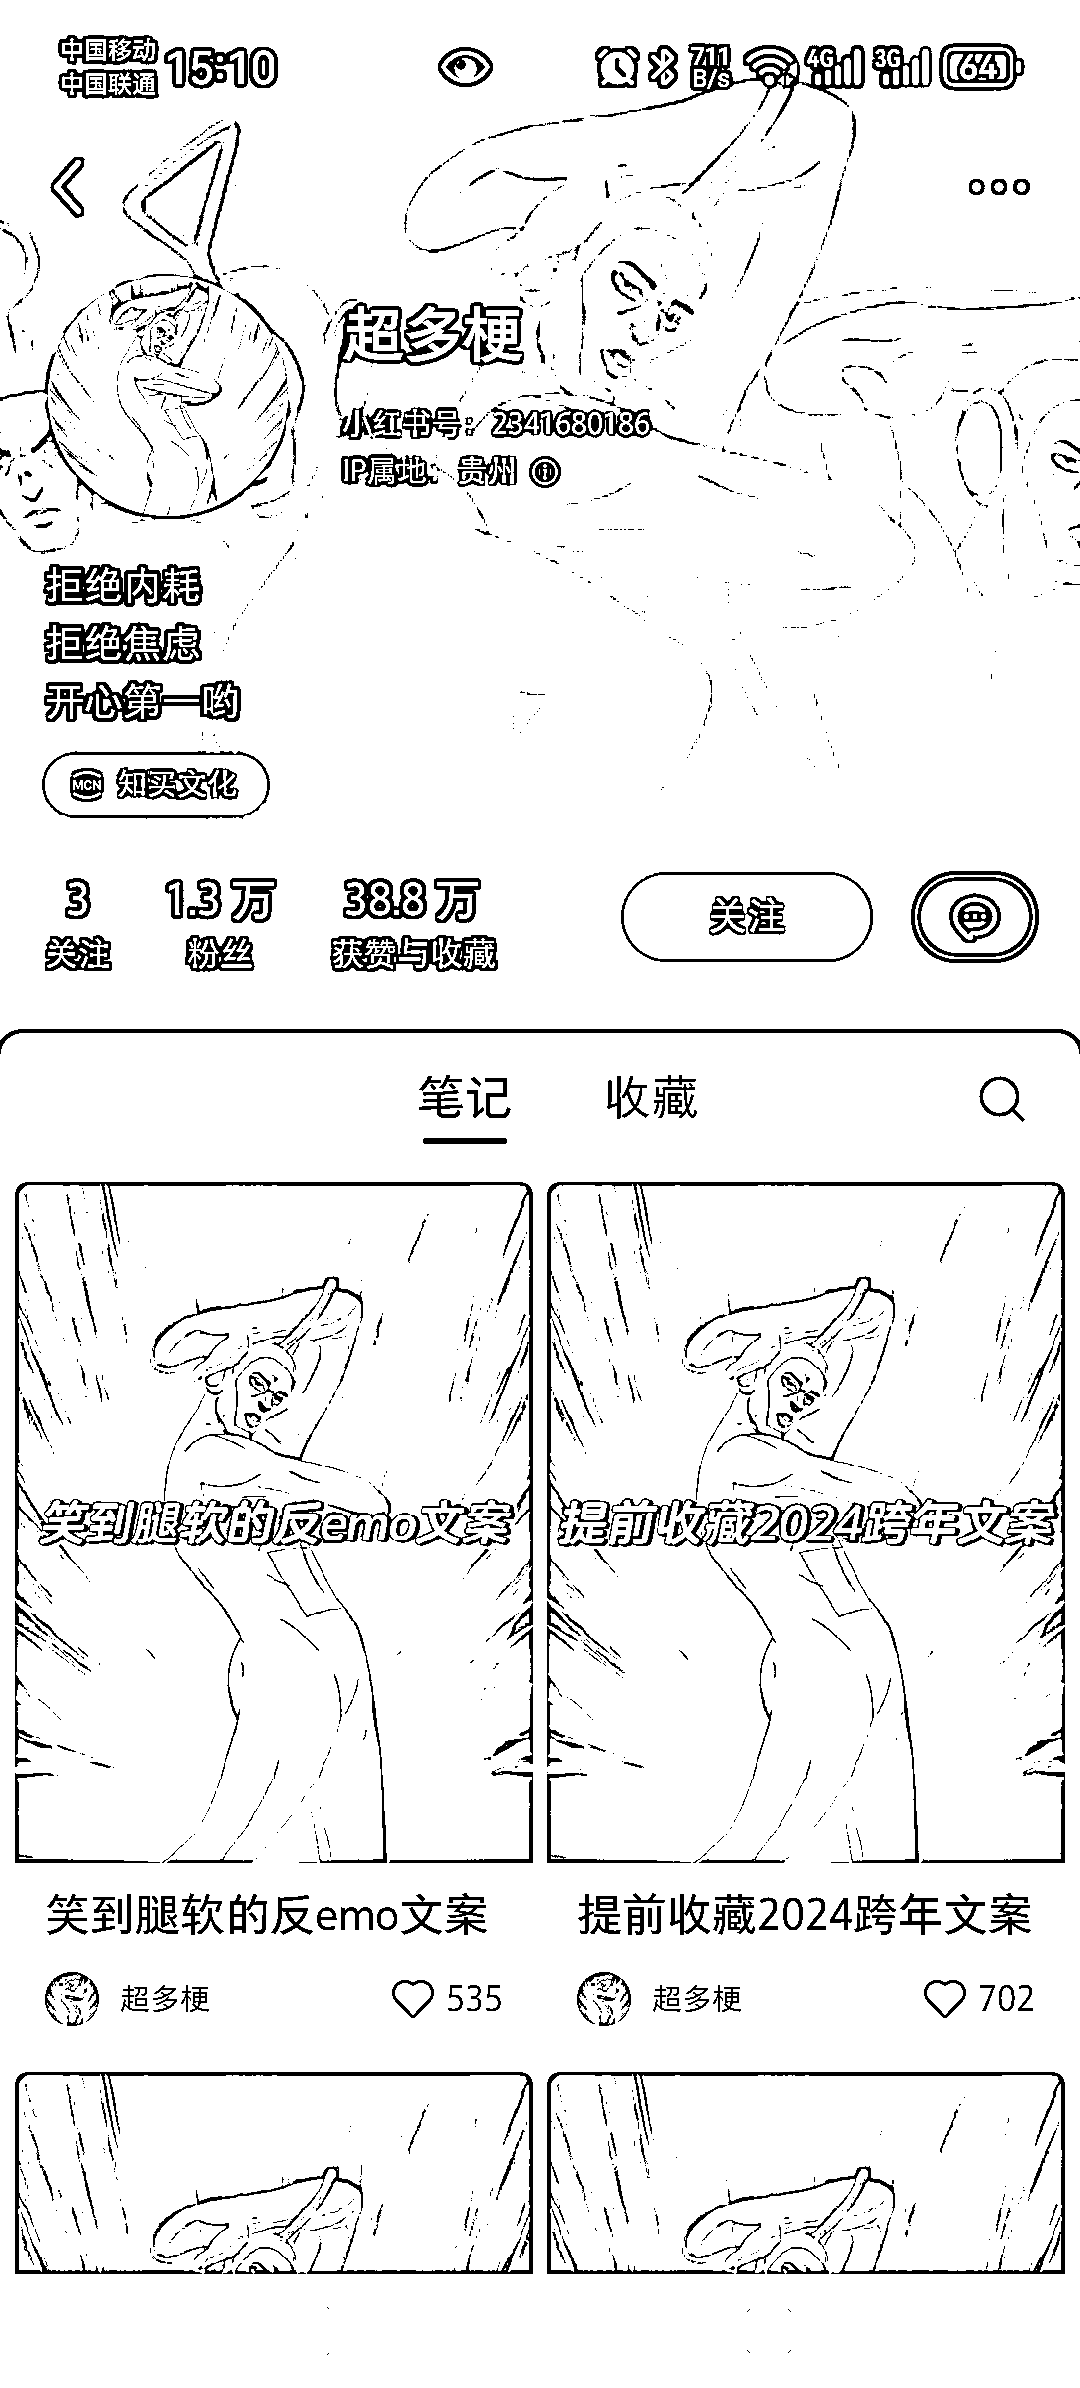 中国移动
中国联通
15:10
711
B/s
4G
3G
64
超多梗
小红书号：2341680186
IP属地：贵州
拒绝内耗
拒绝焦虑
开心第一哟
MCN 知买文化
3 1.3万 38.8万
关注 粉丝 获赞与收藏
关注
笔记 收藏
笑到腿软的反emo文案
提前收藏2024跨年文案
笑到腿软的反emo文案
提前收藏2024跨年文案
超多梗 535
超多梗 702